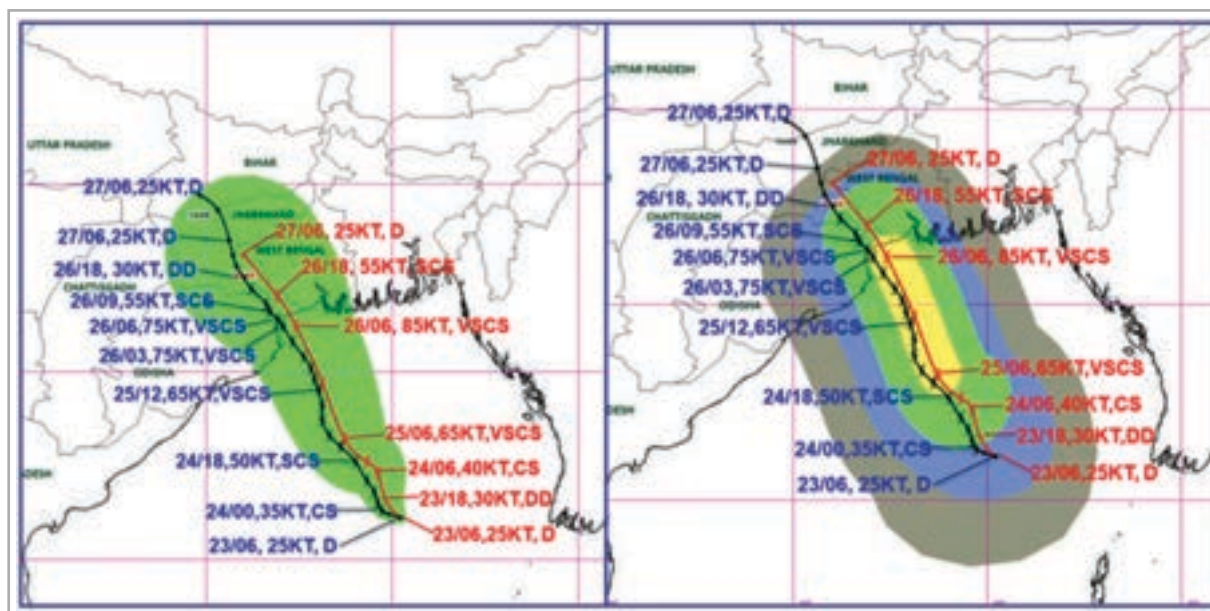 UTTAR PRADESH
BIHAR
27/06,25KT,D
JHARKHAND
27/06,25KT,D
WEST BENGAL
27/06, 25KT, D
26/18, 30KT, DD
26/18, 55KT,SCS
CHATTISGADH
26/09,55KT,SCS
26/06,75KT,VSCS
26/06, 85KT, VSCS
26/03,75KT,VSCS
ODISHA
25/12,65KT,VSCS
25/06,65KT,VSCS
24/18,50KT,SCS
24/06,40KT,CS
23/18,30KT,DD
24/00,35KT,CS
23/06,25KT, D
23/06, 25KT, D
UTTAR PRADESH
BIHAR
27/06,25KT,D
JHARKHAND
27/06, 25KT, D
27/06,25KT,D
WEST BENGAL
26/18, 55KT,SCS
26/18, 30KT, DD
CHATTISGADH
26/09,55KT,SCS
26/06,75KT,VSCS
26/06, 85KT, VSCS
26/03,75KT,VSCS
ODISHA
25/12,65KT,VSCS
25/06,65KT,VSCS
24/18,50KT,SCS
24/06,40KT,CS
23/18,30KT,DD
24/00,35KT,CS
23/06,25KT, D
23/06, 25KT, D